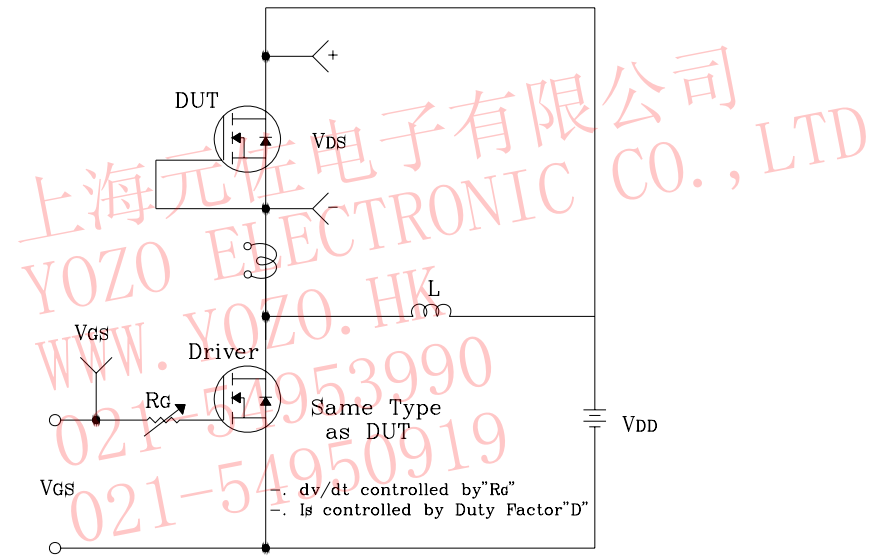 +
DUT
VDS
-
L
VGS
Driver
RG
Same Type
as DUT
VDD
VGS
-. dv/dt controlled by"RG"
-. Is controlled by Duty Factor"D"
上海元佐电子有限公司
YOZO ELECTRONIC CO.,LTD
WWW.YOZO.HK
021-54953990
021-54950919